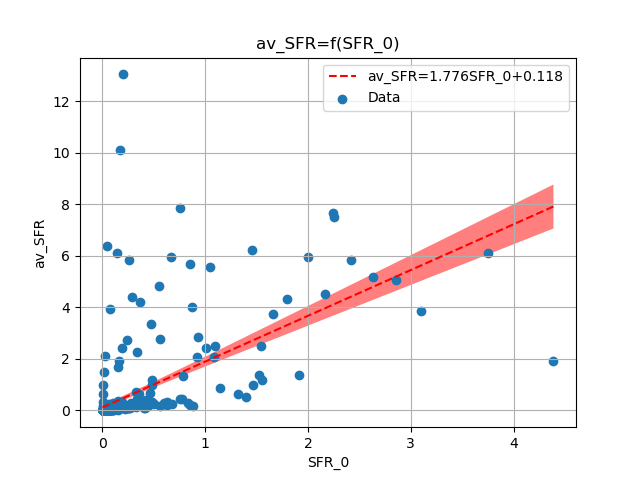 av_SFR=f(SFR_0)
av_SFR=1.776SFR_0+0.118
Data
12
10
8
6
4
2
0
av_SFR
0
1
2
3
4
SFR_0